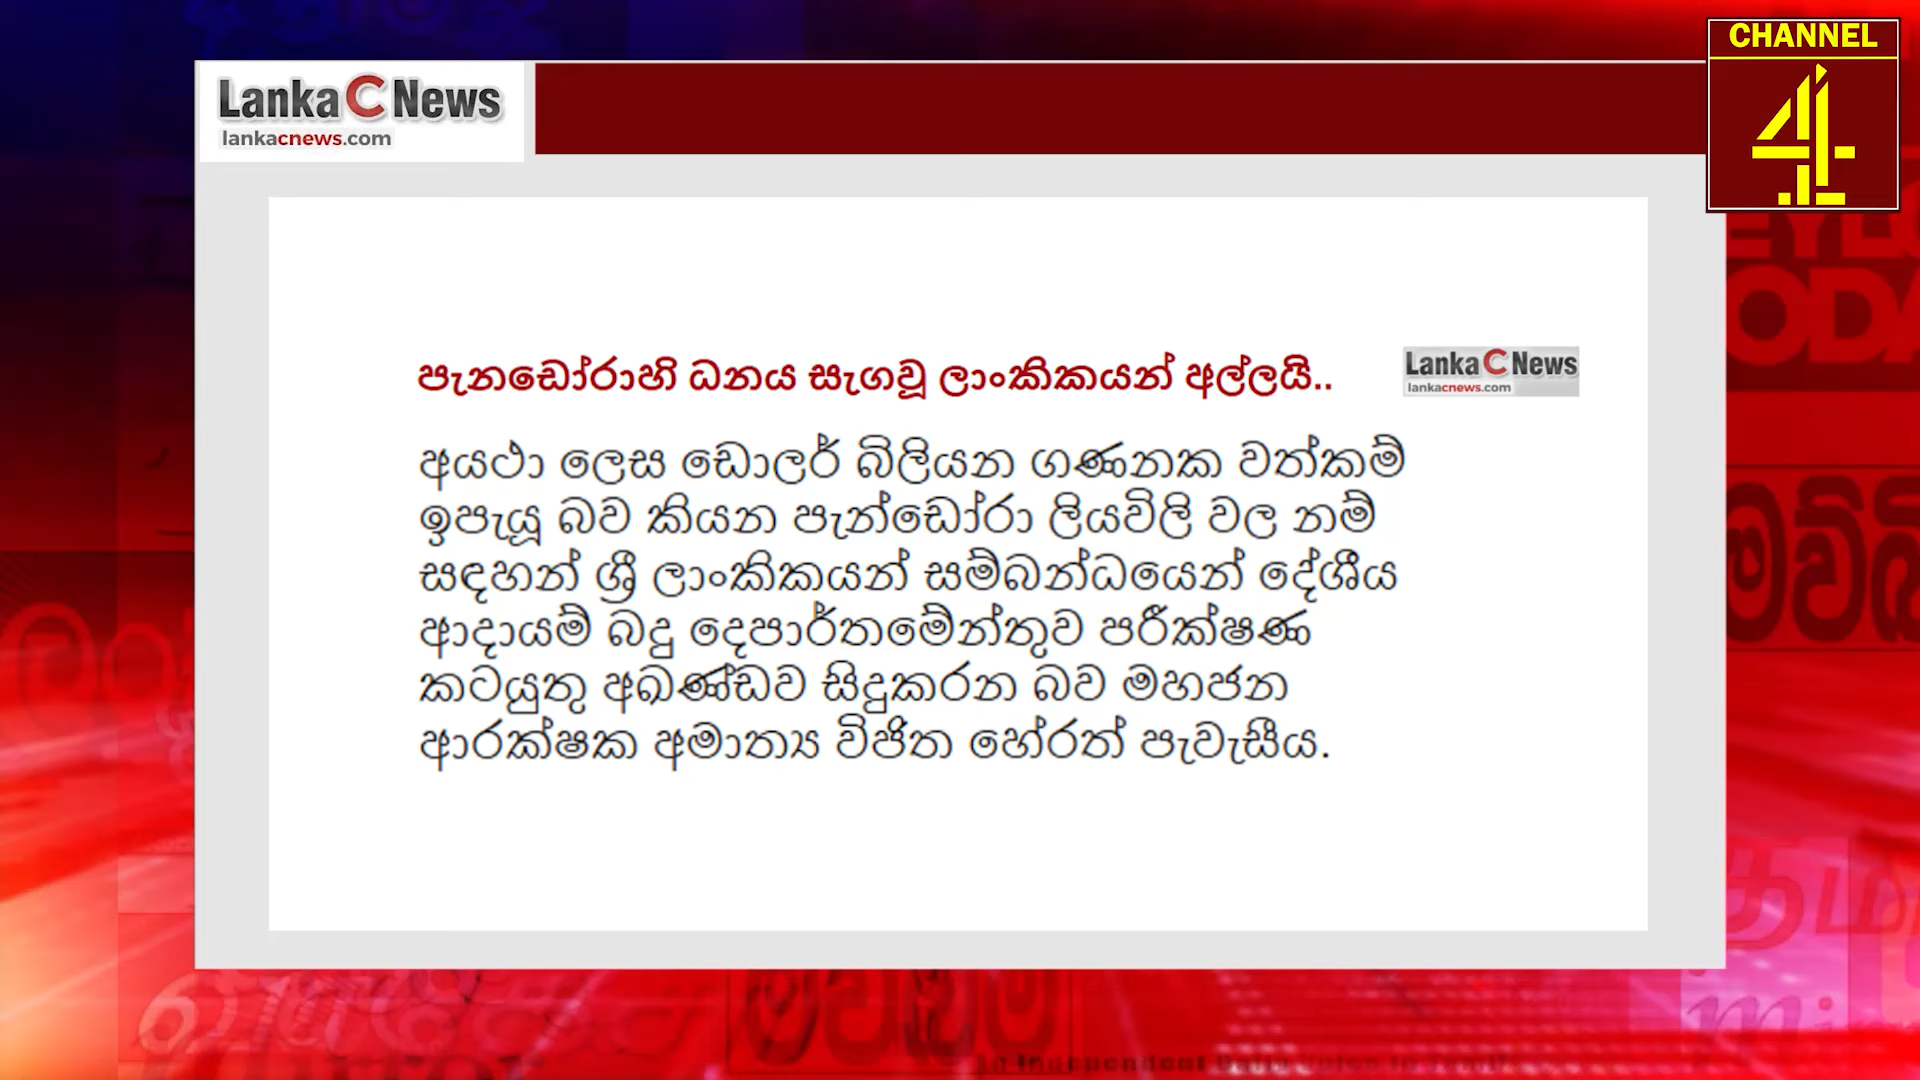 CHANNEL
4
Lanka C News
lankacnews.com
පැනඩෝරාහි ධනය සැගවූ ලාංකිකයන් අල්ලයි..
Lanka C News
lankacnews.com
අයථා ලෙස ඩොලර් බිලියන ගණනක වත්කම්
ඉපැයූ බව කියන පැන්ඩෝරා ලියවිලි වල නම්
සඳහන් ශ්‍රී ලාංකිකයන් සම්බන්ධයෙන් දේශීය
ආදායම් බදු දෙපාර්තමේන්තුව පරීක්ෂණ
කටයුතු අඛණ්ඩව සිදුකරන බව මහජන
ආරක්ෂක අමාත්‍ය විජිත හේරත් පැවැසීය.